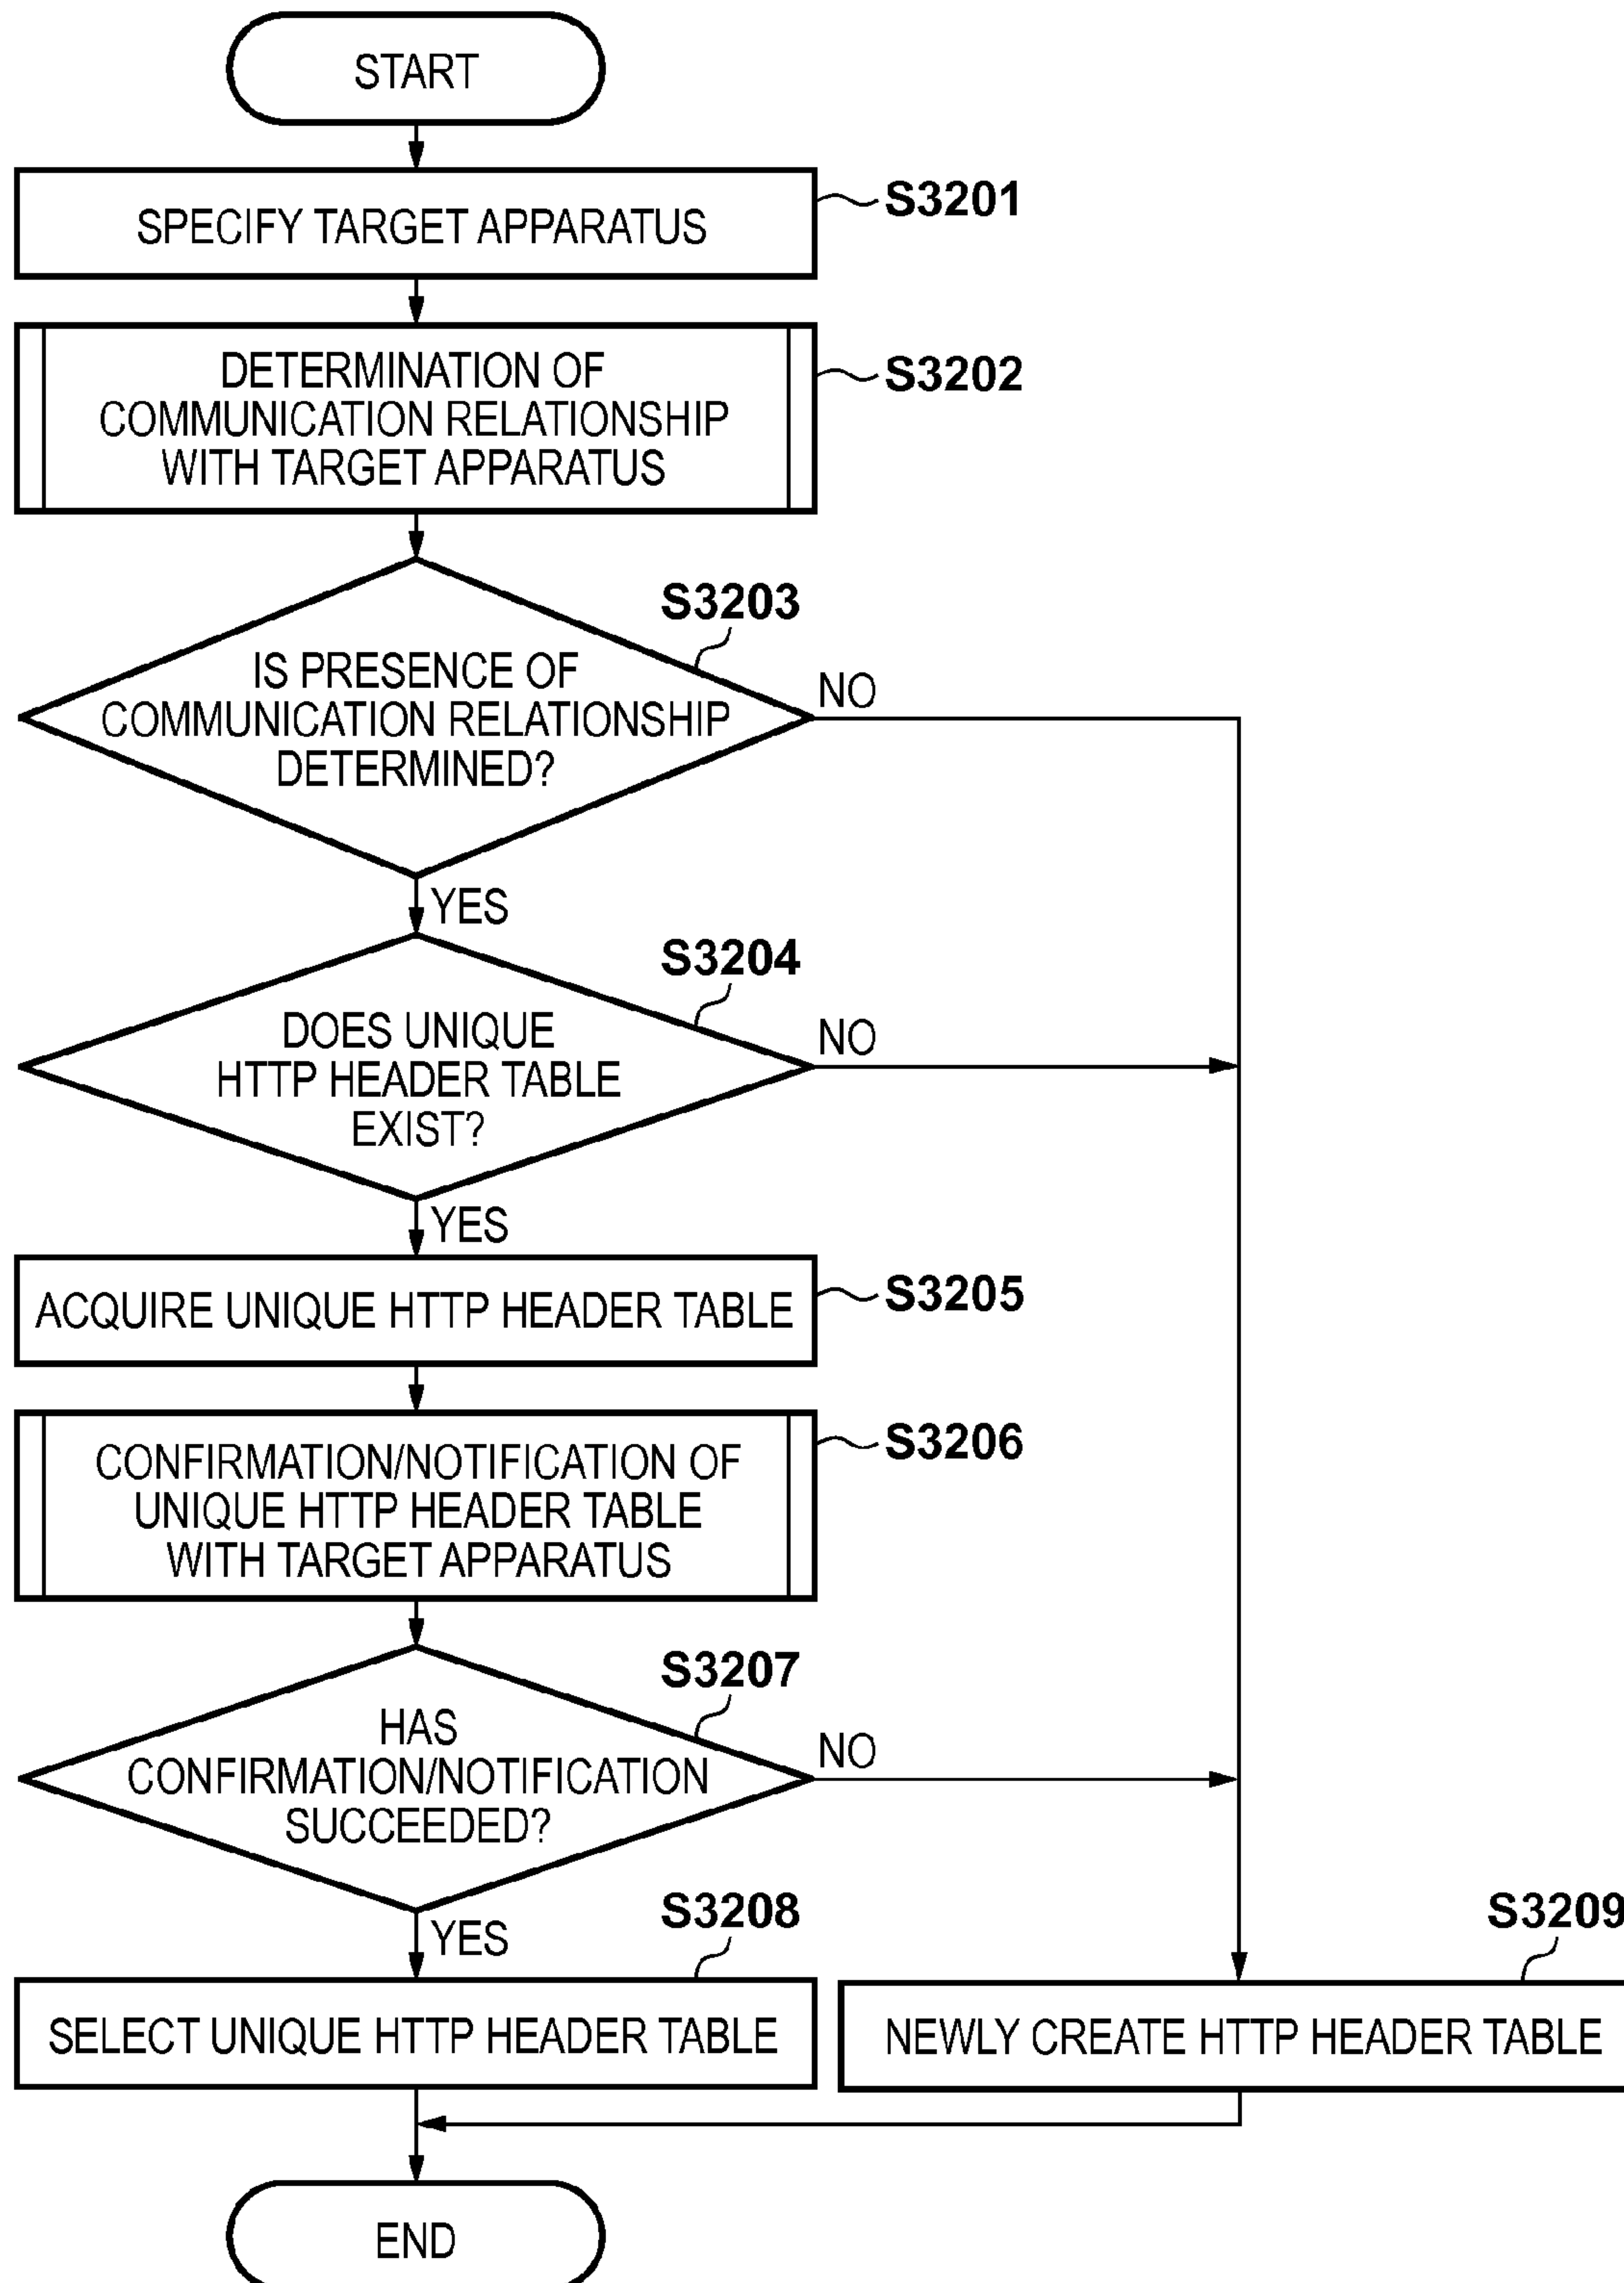 START
SPECIFY TARGET APPARATUS
S3201
DETERMINATION OF
COMMUNICATION RELATIONSHIP
WITH TARGET APPARATUS
S3202
S3203
IS PRESENCE OF
COMMUNICATION RELATIONSHIP
DETERMINED?
NO
YES
S3204
DOES UNIQUE
HTTP HEADER TABLE
EXIST?
NO
YES
ACQUIRE UNIQUE HTTP HEADER TABLE
S3205
CONFIRMATION/NOTIFICATION OF
UNIQUE HTTP HEADER TABLE
WITH TARGET APPARATUS
S3206
S3207
HAS
CONFIRMATION/NOTIFICATION
SUCCEEDED?
NO
YES
S3208
SELECT UNIQUE HTTP HEADER TABLE
S3209
NEWLY CREATE HTTP HEADER TABLE
END